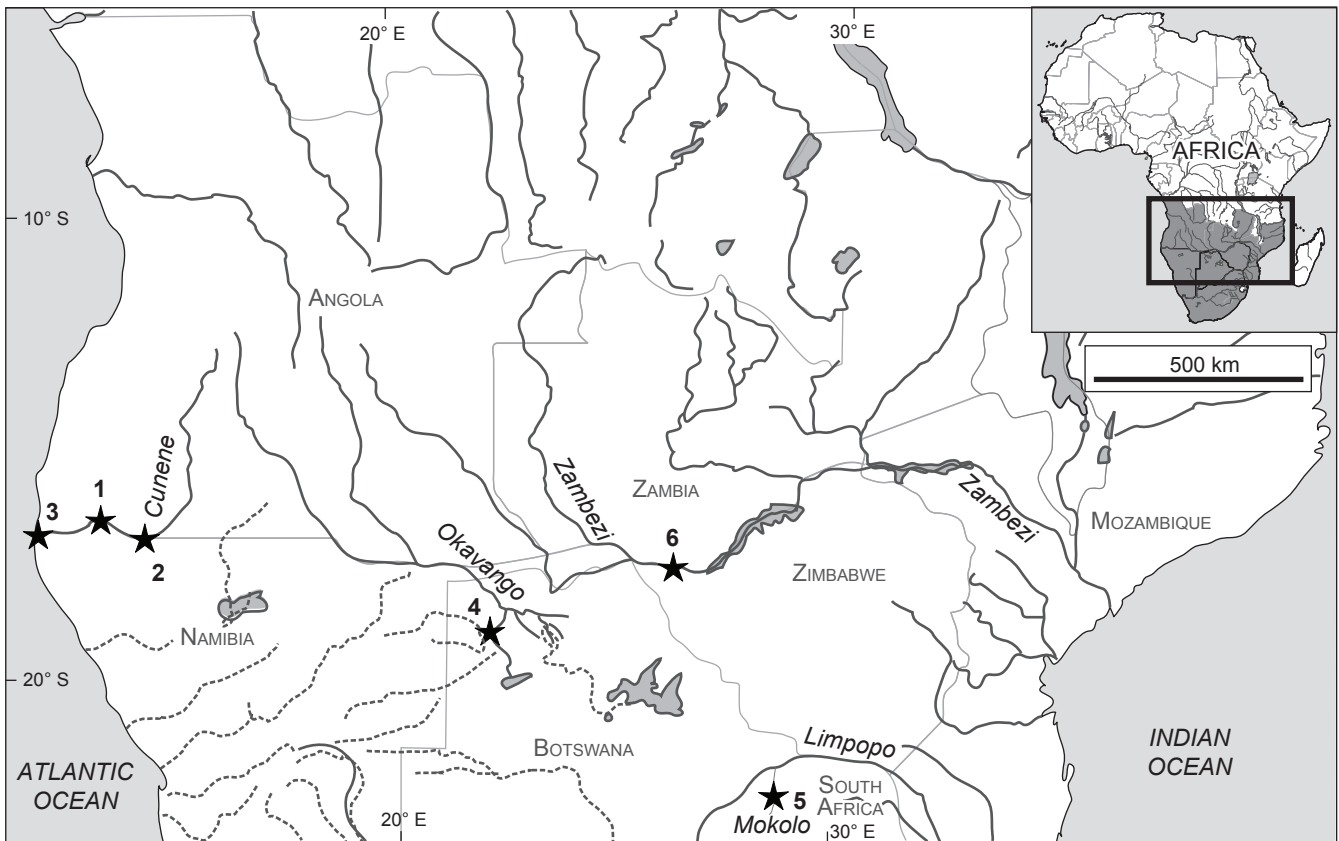 20° E
30° E
AFRICA
10° S
ANGOLA
500 km
Cunene
Zambezi
ZAMBIA
Zambezi
3
1
2
MOZAMBIQUE
Okavango
6
ZIMBABWE
4
NAMIBIA
20° S
BOTSWANA
Limpopo
INDIAN
OCEAN
ATLANTIC
OCEAN
SOUTH
AFRICA
5
Mokolo
20° E
30° E